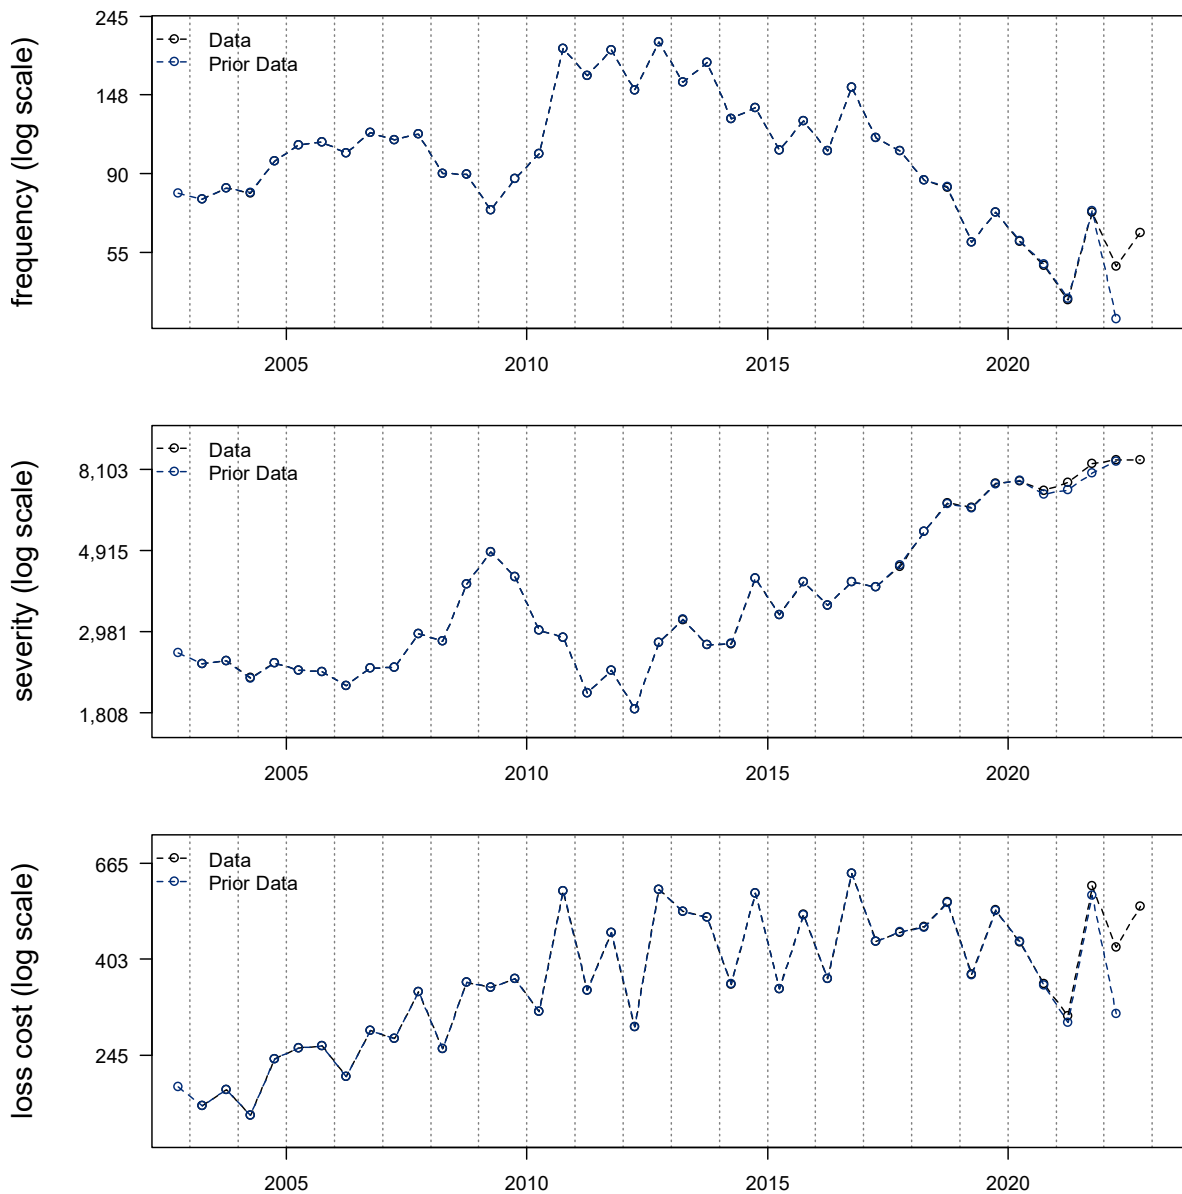 frequency (log scale)
245
148
90
55
Data
Prior Data
2005
2010
2015
2020
severity (log scale)
8,103
4,915
2,981
1,808
Data
Prior Data
2005
2010
2015
2020
loss cost (log scale)
665
403
245
Data
Prior Data
2005
2010
2015
2020